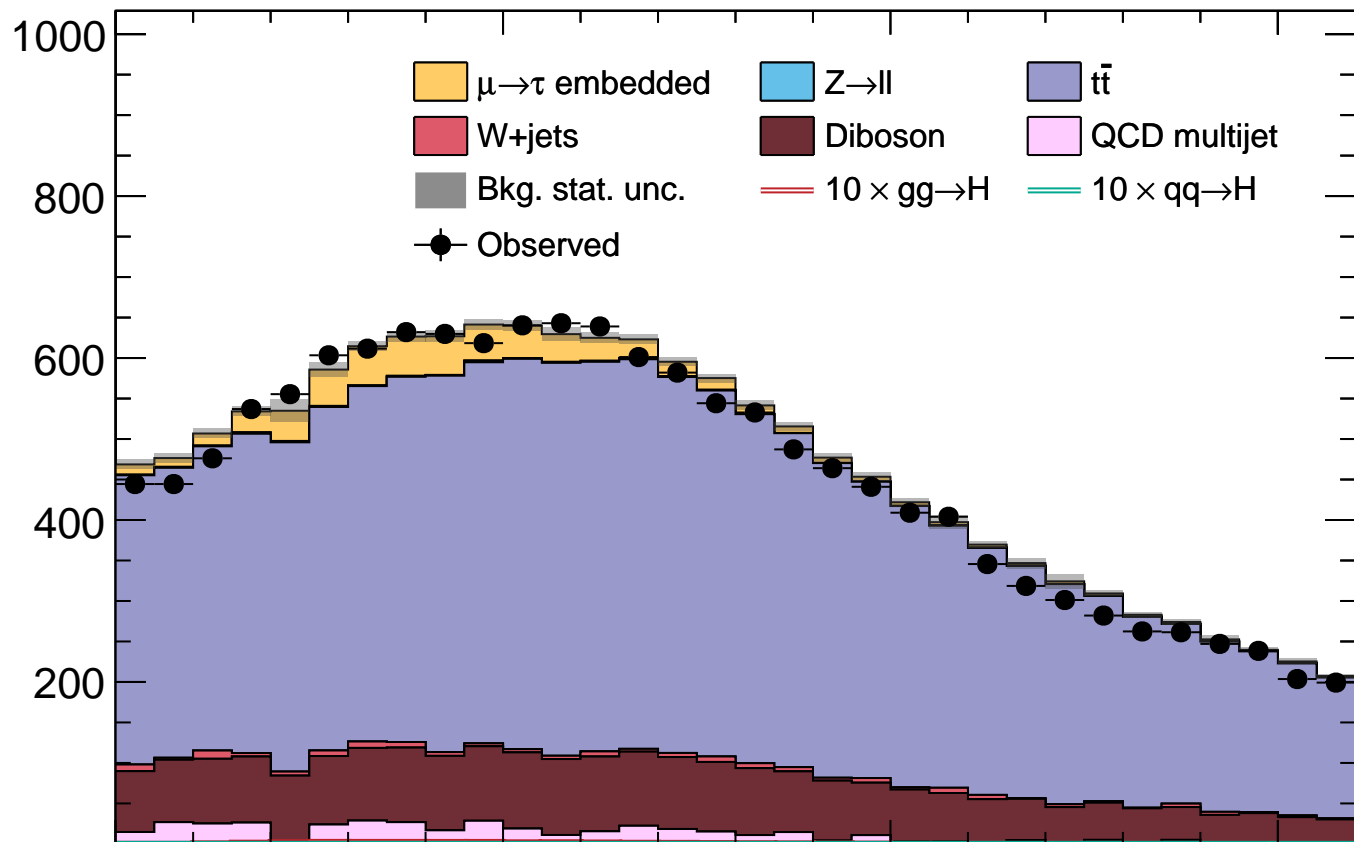 1000
μ→τ embedded Z→ll tt̄
W+jets Diboson QCD multijet
800
Bkg. stat. unc. 10 × gg→H 10 × qq→H
Observed
600
400
200